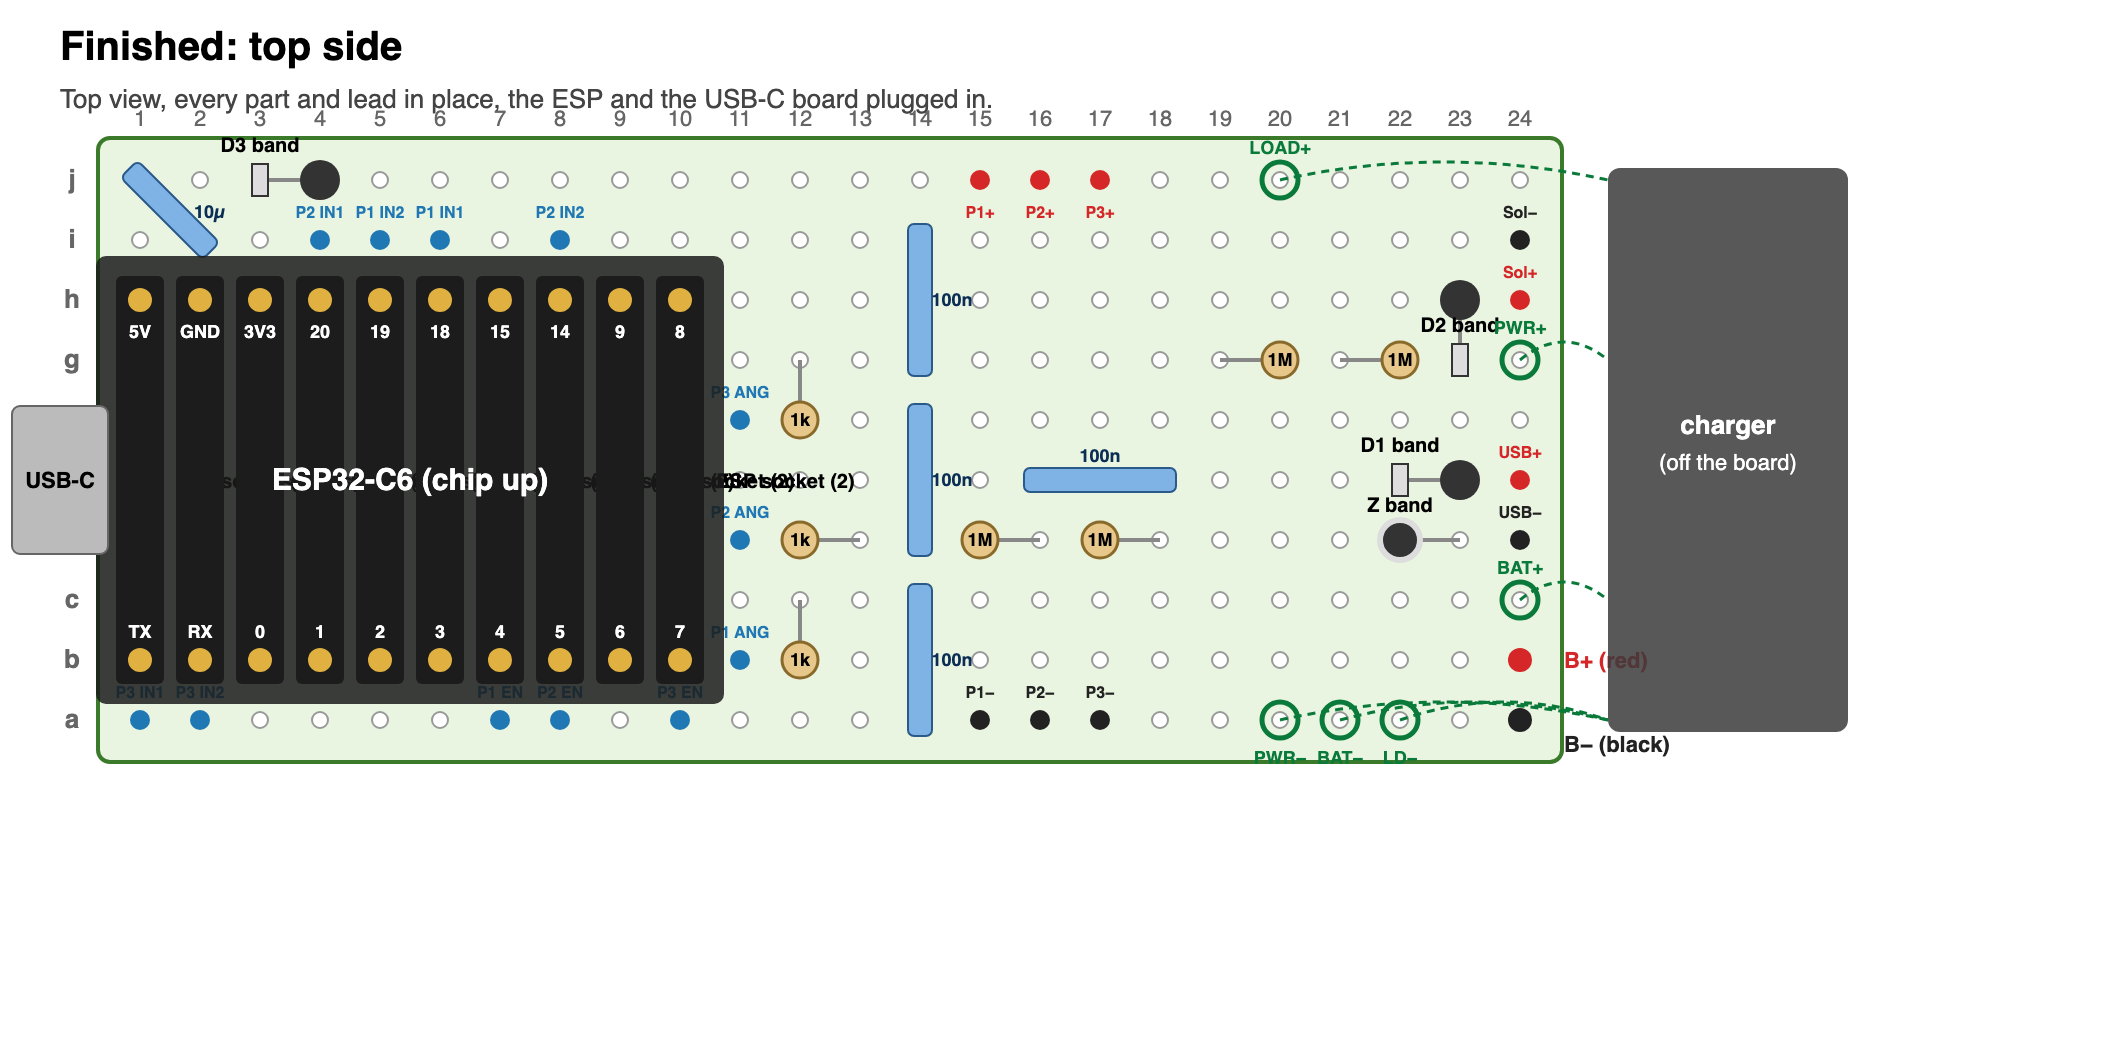 Finished: top side
Top view, every part and lead in place, the ESP and the USB-C board plugged in.
1 2 3 4 5 6 7 8 9 10 11 12 13 14 15 16 17 18 19 20 21 22 23 24
D3 band
LOAD+
j
10µ
P2 IN1 P1 IN2 P1 IN1 P2 IN2
P1+ P2+ P3+
Sol−
i
Sol+
h
100n
5V GND 3V3 20 19 18 15 14 9 8
D2 band
PWR+
g
1M 1M
P3 ANG
1k
charger
(off the board)
D1 band
USB+
100n
USB-C
ESP32-C6 (chip up)
socket (2)
100n
Z band
P2 ANG
USB−
1k
1M 1M
BAT+
c
TX RX 0 1 2 3 4 5 6 7
P1 ANG
b
1k
100n
B+ (red)
P3 IN1 P3 IN2 P1 EN P2 EN P3 EN
P1− P2− P3−
a
B− (black)
PWR− BAT− LD−